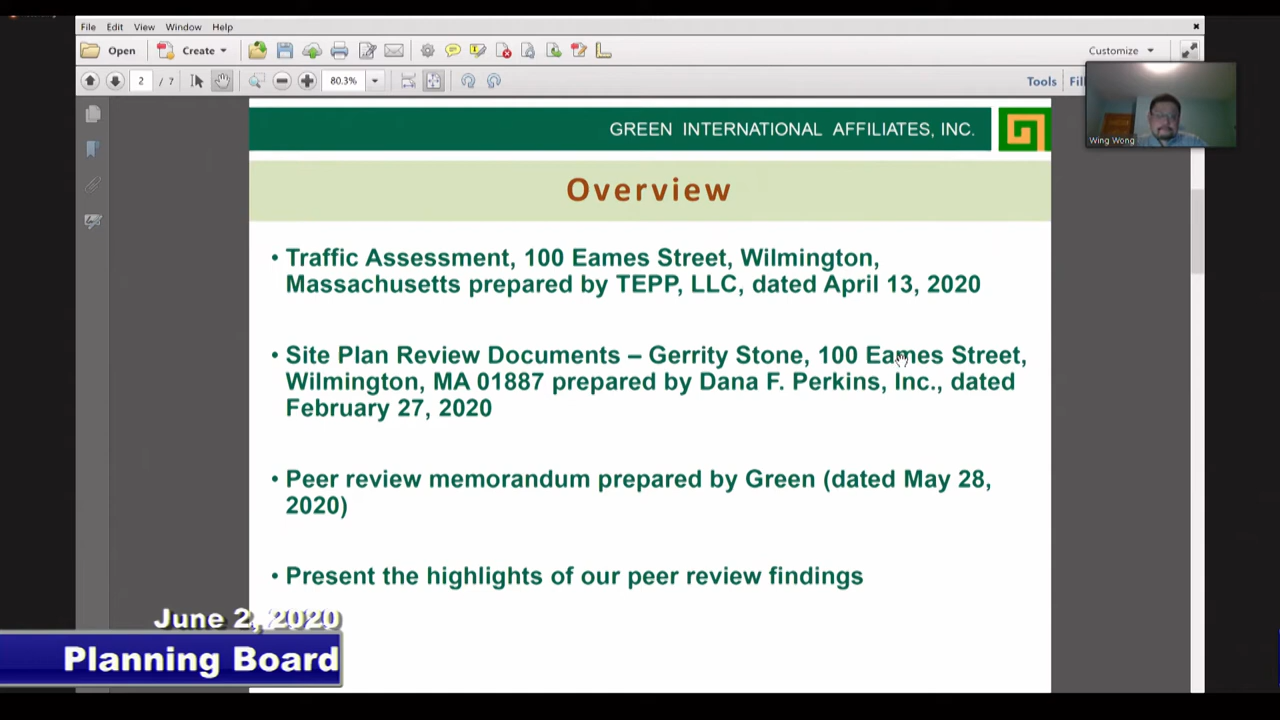 File Edit View Window Help
Open Create Customize
2 / 7 80.3% Tools Fill
Wing Wong
GREEN INTERNATIONAL AFFILIATES, INC.
Overview
• Traffic Assessment, 100 Eames Street, Wilmington,
Massachusetts prepared by TEPP, LLC, dated April 13, 2020
• Site Plan Review Documents – Gerrity Stone, 100 Eames Street,
Wilmington, MA 01887 prepared by Dana F. Perkins, Inc., dated
February 27, 2020
• Peer review memorandum prepared by Green (dated May 28,
2020)
• Present the highlights of our peer review findings
June 2, 2020
Planning Board